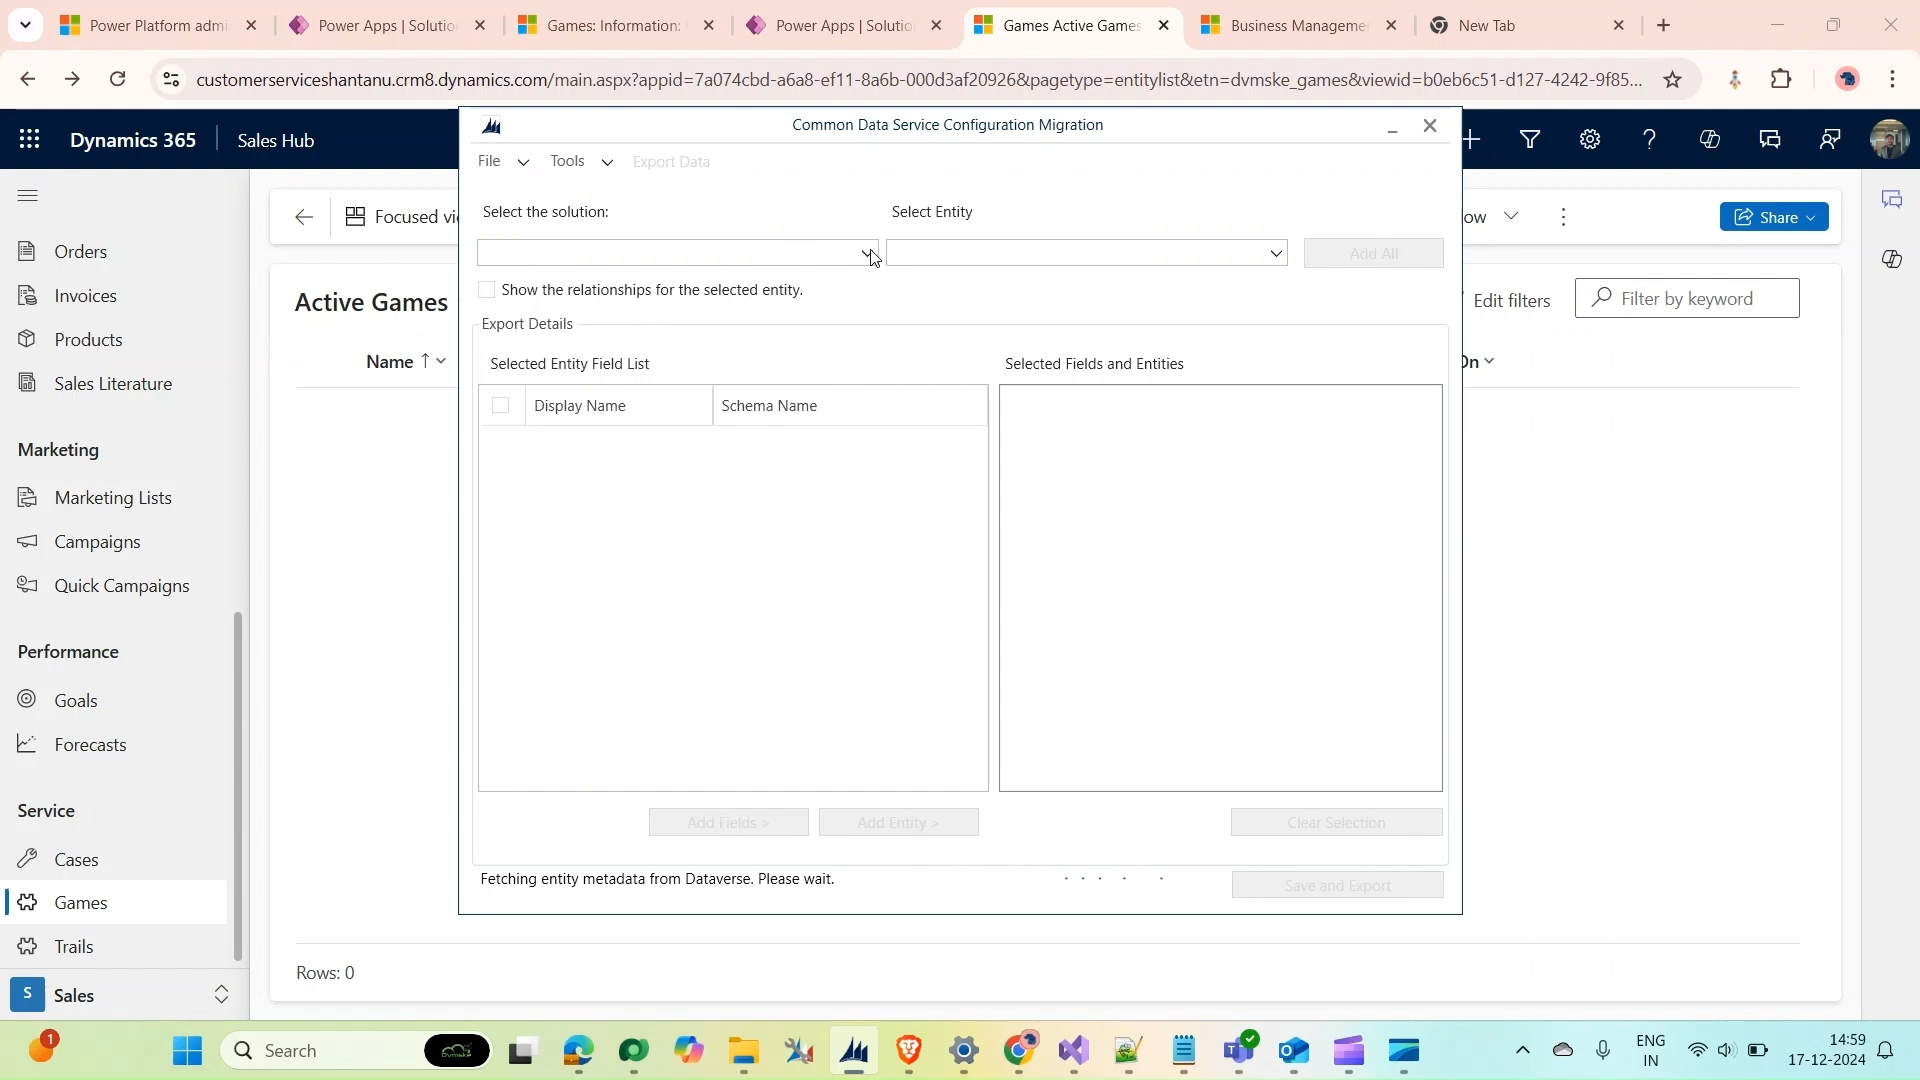 Power Platform admi
Power Apps | Solutio
Games: Information:
Power Apps | Solutio
Games Active Games
Business Manageme
New Tab
customerserviceshantanu.crm8.dynamics.com/main.aspx?appid=7a074cbd-a6a8-ef11-8a6b-000d3af20926&pagetype=entitylist&etn=dvmske_games&viewid=b0eb6c51-d127-4242-9f85...
Dynamics 365
Sales Hub
Common Data Service Configuration Migration
File
Tools
Export Data
Select the solution:
Select Entity
Add All
Show the relationships for the selected entity.
Export Details
Selected Entity Field List
Selected Fields and Entities
Display Name
Schema Name
Add Fields >
Add Entity >
Clear Selection
Fetching entity metadata from Dataverse. Please wait.
Save and Export
Focused vi
ow
Share
Active Games
Edit filters
Filter by keyword
Name
On
Rows: 0
Orders
Invoices
Products
Sales Literature
Marketing
Marketing Lists
Campaigns
Quick Campaigns
Performance
Goals
Forecasts
Service
Cases
Games
Trails
S
Sales
1
Search
Dvmske
ENG
IN
14:59
17-12-2024